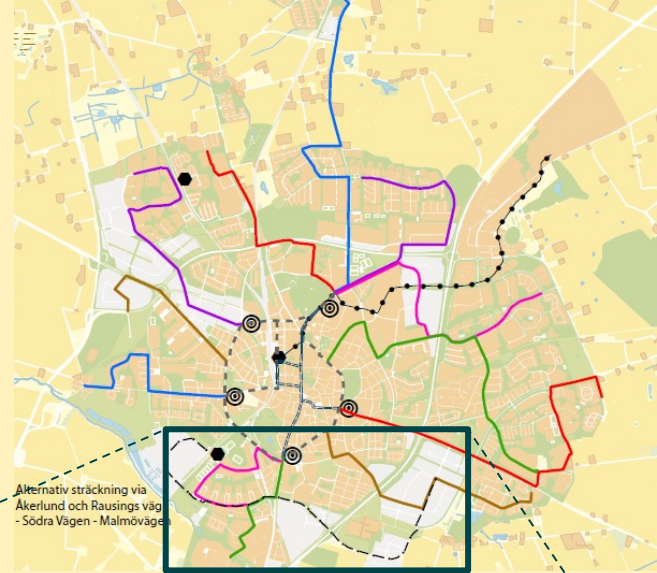 Alternativ sträckning via
Åkerlund och Rausings väg
- Södra Vägen - Malmövägen